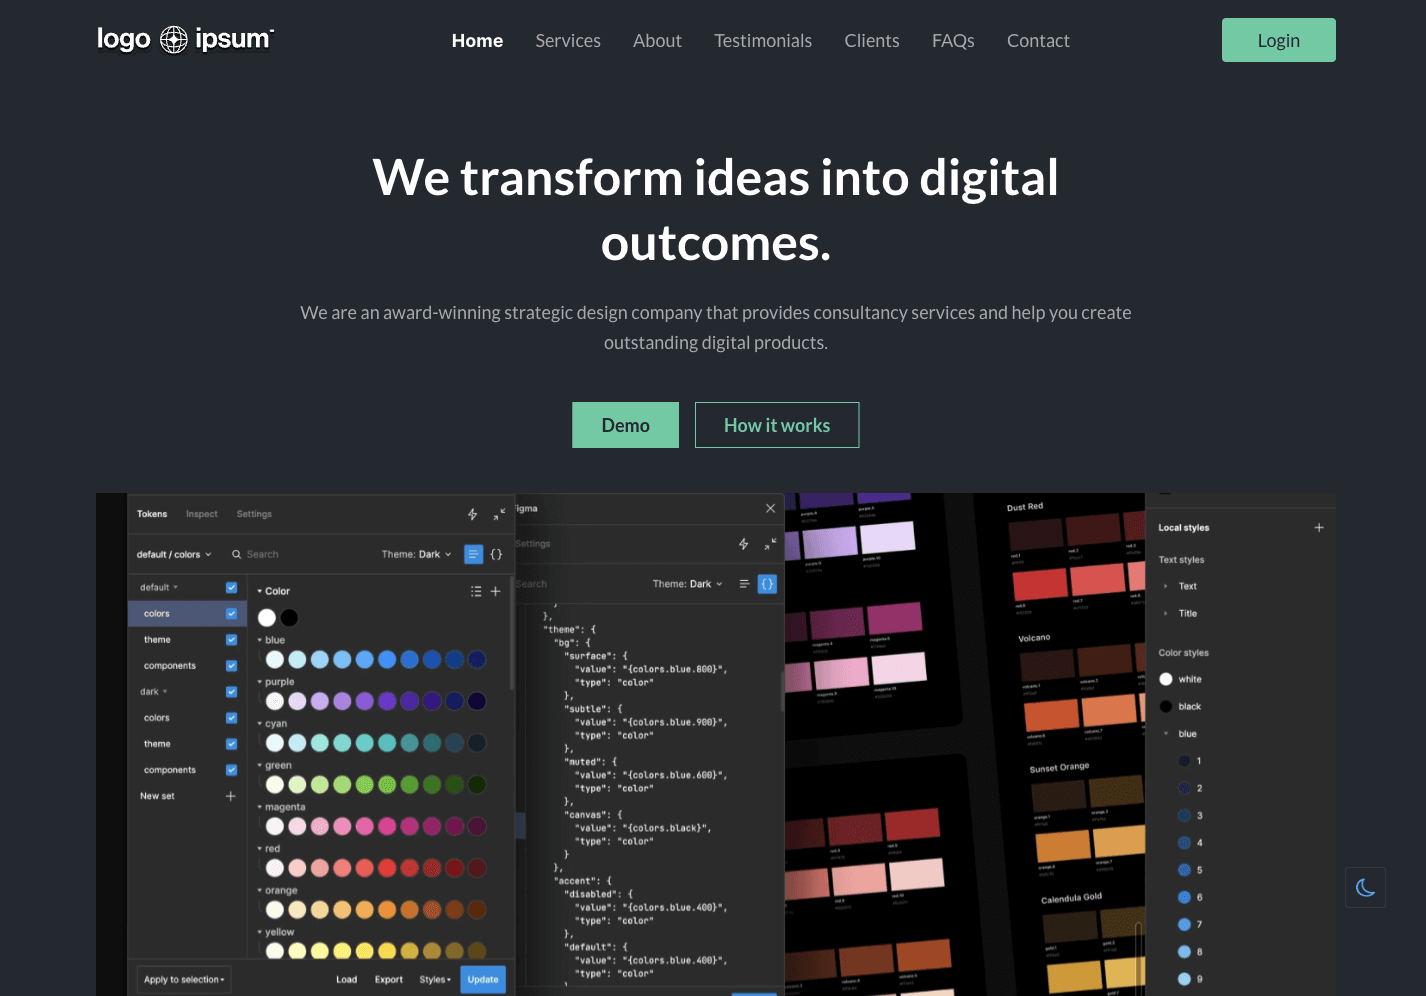 logo ipsum
Home Services About Testimonials Clients FAQs Contact
Login
We transform ideas into digital
outcomes.
We are an award-winning strategic design company that provides consultancy services and help you create
outstanding digital products.
Demo How it works
Tokens Inspect Settings
default / colors Search Theme: Dark {}
default
colors
theme
components
dark
colors
theme
components
New set
Color
blue
purple
cyan
green
magenta
red
orange
yellow
Apply to selection Load Export Styles Update
Settings
Search Theme: Dark {}
},
"theme": {
"bg": {
"surface": {
"value": "{colors.blue.800}",
"type": "color"
},
"subtle": {
"value": "{colors.blue.900}",
"type": "color"
},
"muted": {
"value": "{colors.blue.600}",
"type": "color"
},
"canvas": {
"value": "{colors.black}",
"type": "color"
}
},
"accent": {
"disabled": {
"value": "{colors.blue.400}",
"type": "color"
},
"default": {
"value": "{colors.blue.400}",
"type": "color"
},
Dust Red
Volcano
Sunset Orange
Calendula Gold
Local styles
Text styles
Text
Title
Color styles
white
black
blue
1
2
3
4
5
6
7
8
9